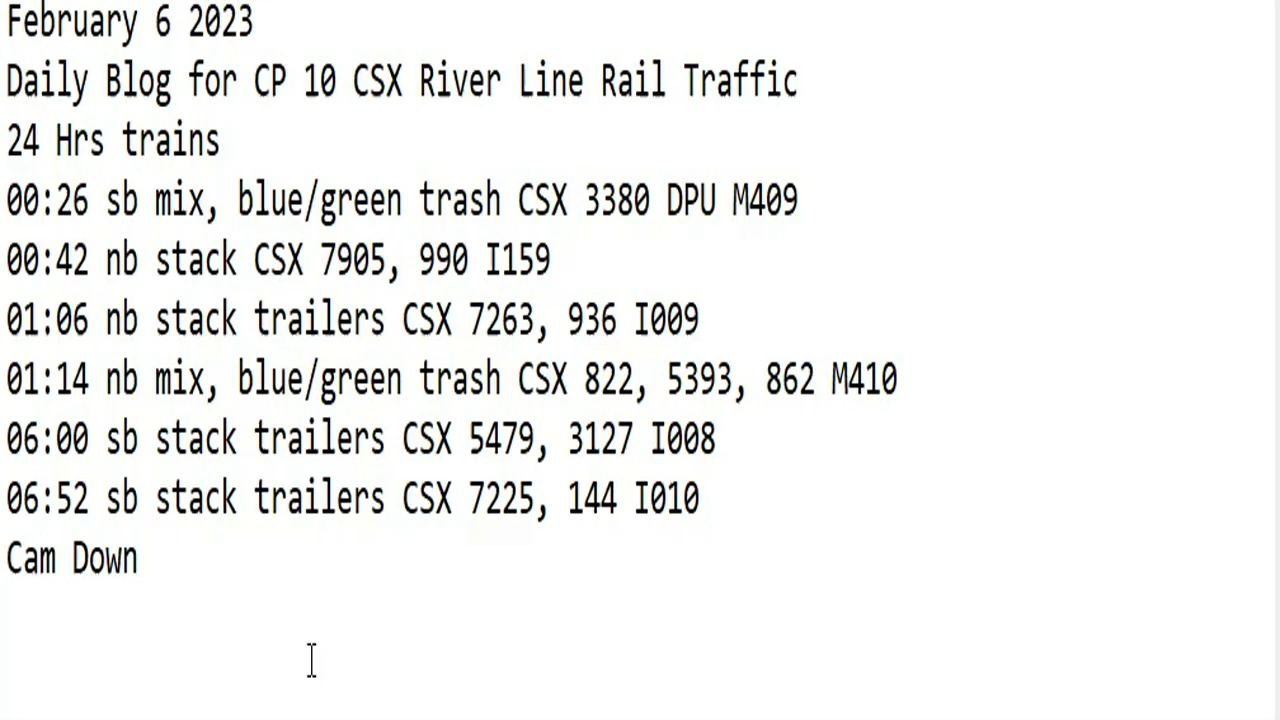 February 6 2023
Daily Blog for CP 10 CSX River Line Rail Traffic
24 Hrs trains
00:26 sb mix, blue/green trash CSX 3380 DPU M409
00:42 nb stack CSX 7905, 990 I159
01:06 nb stack trailers CSX 7263, 936 I009
01:14 nb mix, blue/green trash CSX 822, 5393, 862 M410
06:00 sb stack trailers CSX 5479, 3127 I008
06:52 sb stack trailers CSX 7225, 144 I010
Cam Down